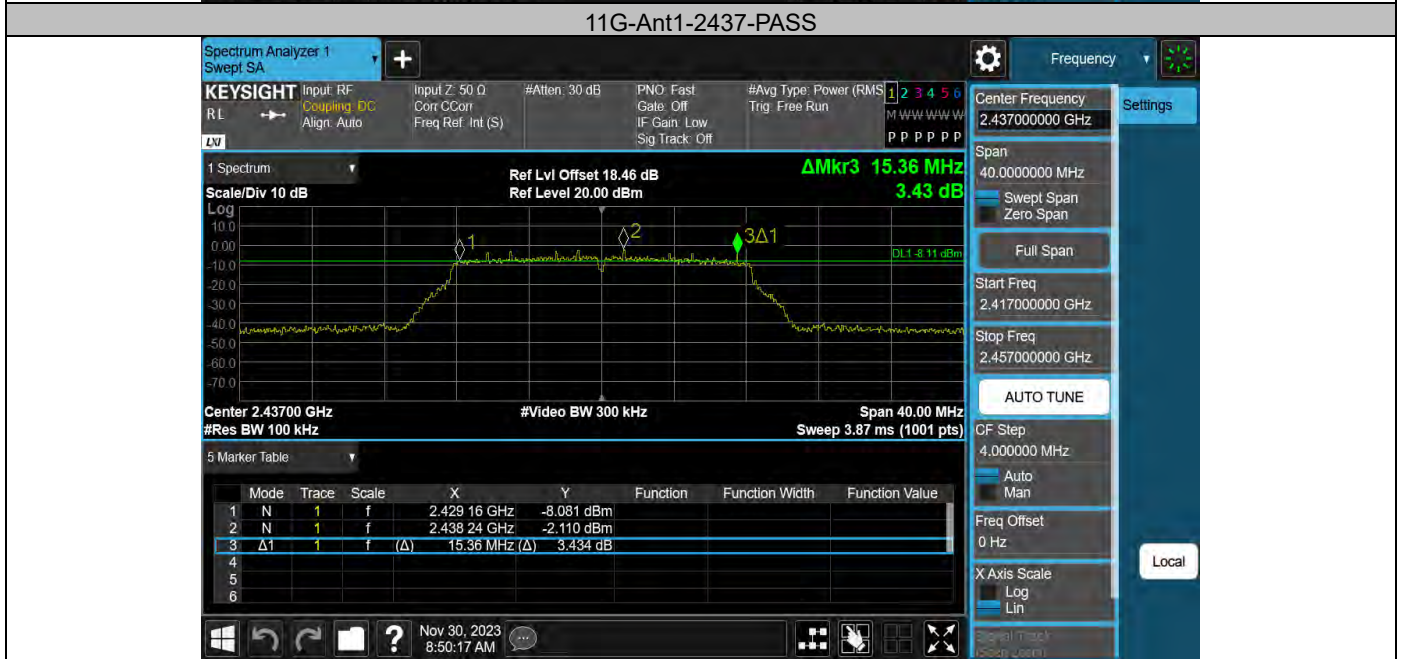 11G-Ant1-2437-PASS
Spectrum Analyzer 1
Swept SA
+
Frequency
KEYSIGHT
RL
LXI
Input: RF
Coupling: DC
Align: Auto
Input Z: 50 Ω
Corr CCorr
Freq Ref: Int (S)
#Atten: 30 dB
PNO: Fast
Gate: Off
IF Gain: Low
Sig Track: Off
#Avg Type: Power (RMS
Trig: Free Run
1 2 3 4 5 6
M W W W W W
P P P P P P
Center Frequency
2.437000000 GHz
Settings
Span
40.0000000 MHz
Swept Span
Zero Span
Full Span
Start Freq
2.417000000 GHz
Stop Freq
2.457000000 GHz
AUTO TUNE
CF Step
4.000000 MHz
Auto
Man
Freq Offset
0 Hz
X Axis Scale
Log
Lin
Signal Track
(Span Zoom)
Local
1 Spectrum
Scale/Div 10 dB
Ref Lvl Offset 18.46 dB
Ref Level 20.00 dBm
ΔMkr3 15.36 MHz
3.43 dB
Log
10.0
0.00
-10.0
-20.0
-30.0
-40.0
-50.0
-60.0
-70.0
1
2
3Δ1
DL1 -8.11 dBm
Center 2.43700 GHz
#Video BW 300 kHz
Span 40.00 MHz
#Res BW 100 kHz
Sweep 3.87 ms (1001 pts)
5 Marker Table
Mode Trace Scale X Y Function Function Width Function Value
1 N 1 f 2.429 16 GHz -8.081 dBm
2 N 1 f 2.438 24 GHz -2.110 dBm
3 Δ1 1 f (Δ) 15.36 MHz (Δ) 3.434 dB
4
5
6
?
Nov 30, 2023
8:50:17 AM